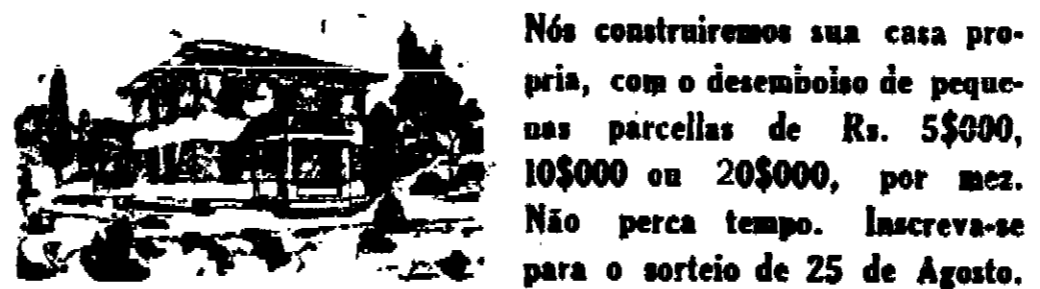 Nós construiremos sua casa pro-
pria, com o desembolso de peque-
nas parcellas de Rs. 5$000,
10$000 ou 20$000, por mez.
Não perca tempo. Inscreva-se
para o sorteio de 25 de Agosto.